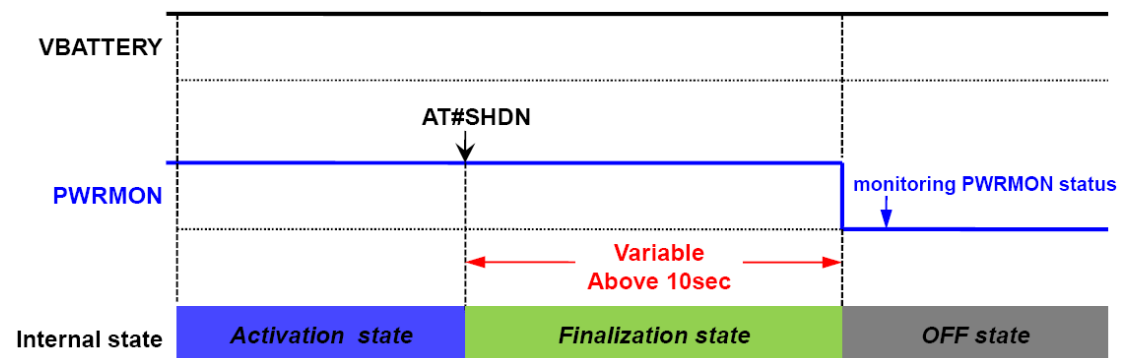 VBATTERY
AT#SHDN
PWRMON
monitoring PWRMON status
Variable
Above 10sec
Internal state
Activation state
Finalization state
OFF state